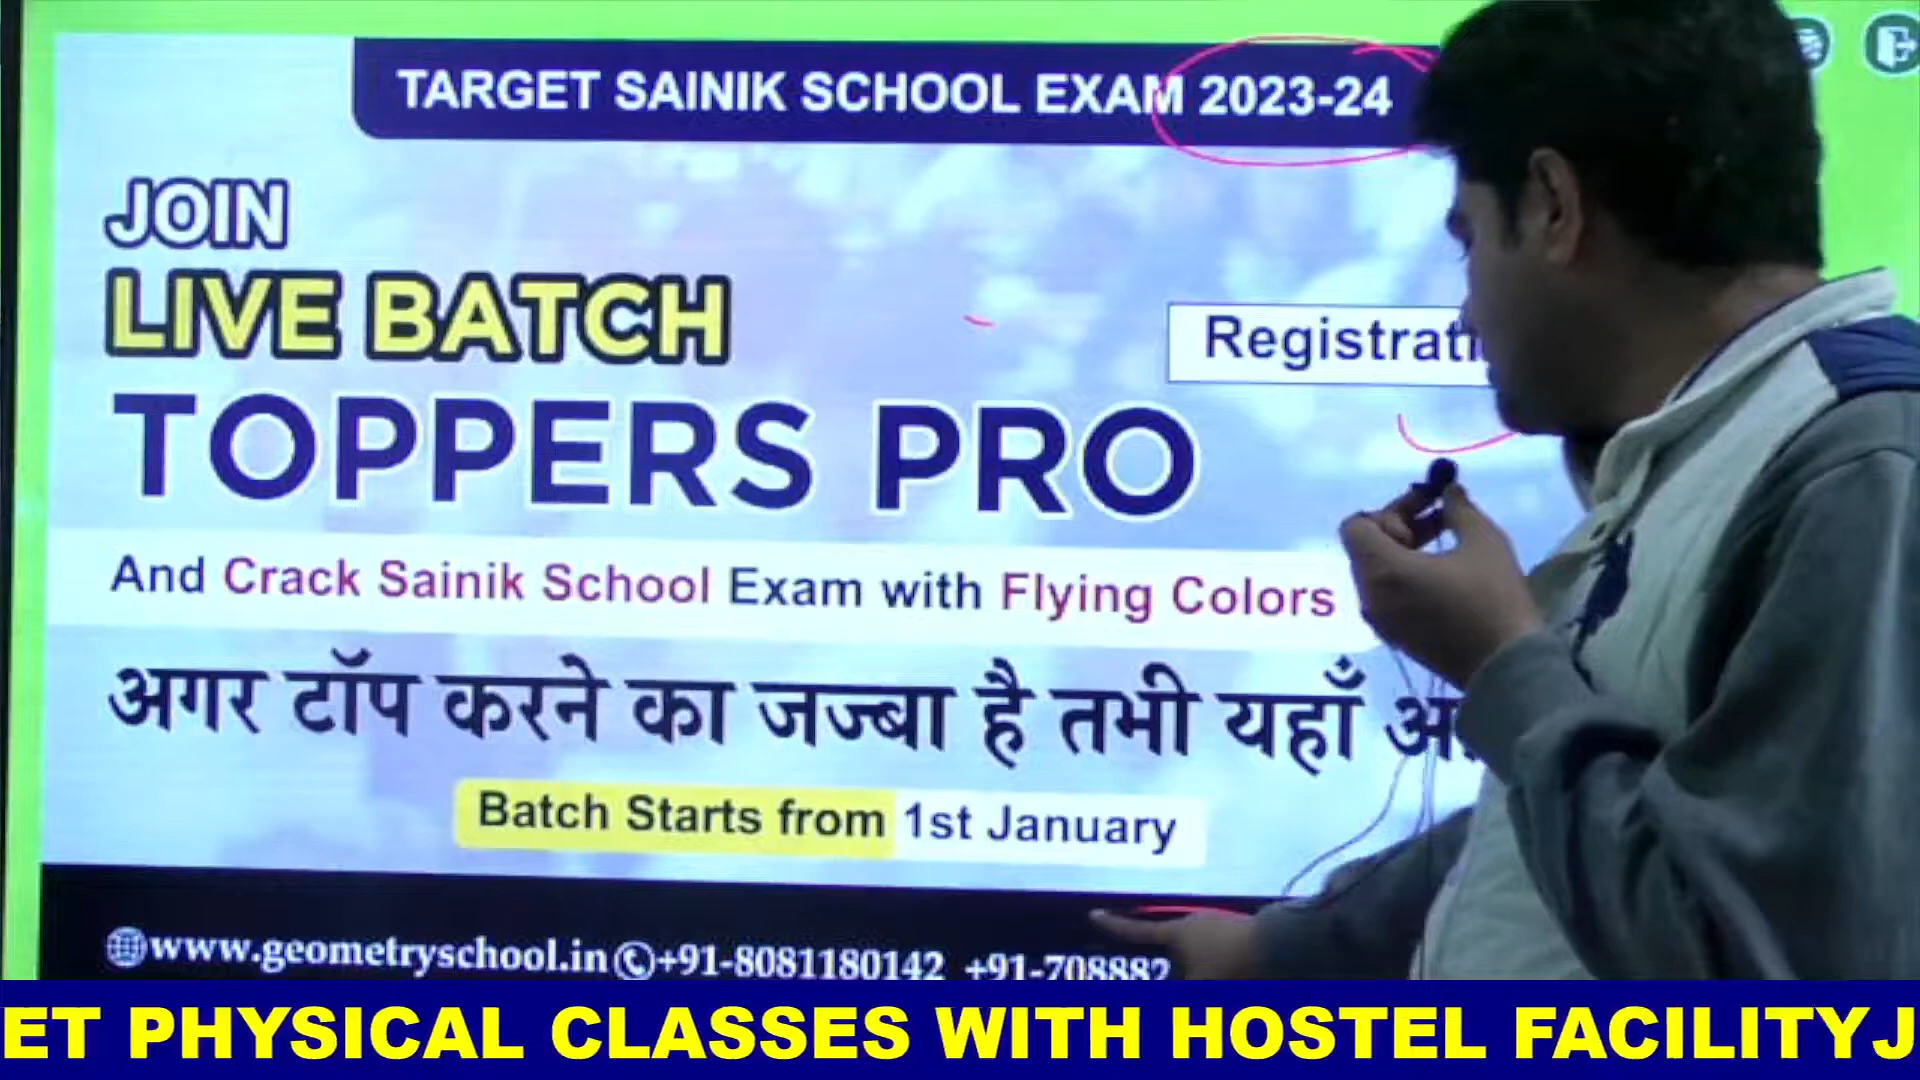 TARGET SAINIK SCHOOL EXAM 2023-24
JOIN
LIVE BATCH
TOPPERS PRO
And Crack Sainik School Exam with Flying Colors
अगर टॉप करने का जज्बा है तभी यहाँ
Batch Starts from 1st January
www.geometryschool.in +91-8081180142 +91-708882
ET PHYSICAL CLASSES WITH HOSTEL FACILITYJ